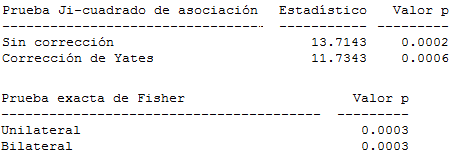 Prueba Ji-cuadrado de asociación Estadístico Valor p
---------------------------------- ----------- ---------
Sin corrección 13.7143 0.0002
Corrección de Yates 11.7343 0.0006
Prueba exacta de Fisher Valor p
----------------------------------------- ---------
Unilateral 0.0003
Bilateral 0.0003